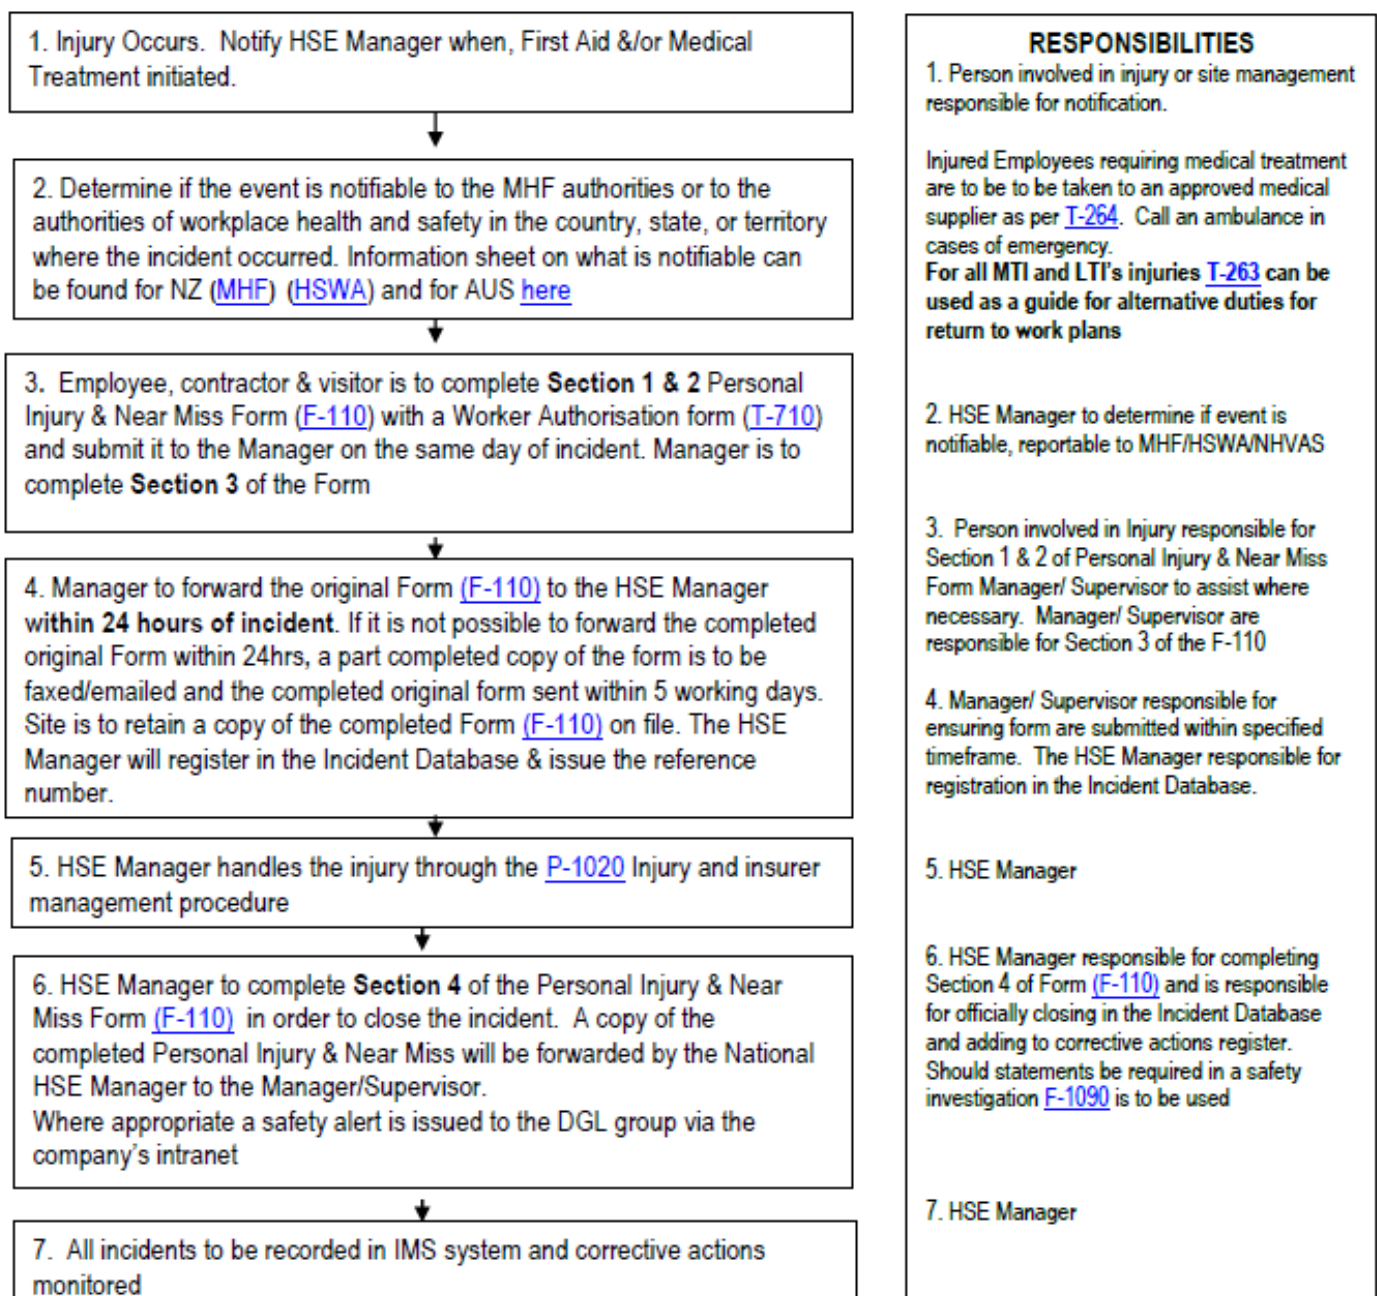 1. Injury Occurs.  Notify HSE Manager when, First Aid &/or Medical
Treatment initiated.
2. Determine if the event is notifiable to the MHF authorities or to the
authorities of workplace health and safety in the country, state, or territory
where the incident occurred. Information sheet on what is notifiable can
be found for NZ (MHF) (HSWA) and for AUS here
3.  Employee, contractor & visitor is to complete Section 1 & 2 Personal
Injury & Near Miss Form (F-110) with a Worker Authorisation form (T-710)
and submit it to the Manager on the same day of incident. Manager is to
complete Section 3 of the Form
4. Manager to forward the original Form (F-110) to the HSE Manager
within 24 hours of incident. If it is not possible to forward the completed
original Form within 24hrs, a part completed copy of the form is to be
faxed/emailed and the completed original form sent within 5 working days.
Site is to retain a copy of the completed Form (F-110) on file. The HSE
Manager will register in the Incident Database & issue the reference
number.
5. HSE Manager handles the injury through the P-1020 Injury and insurer
management procedure
6. HSE Manager to complete Section 4 of the Personal Injury & Near
Miss Form (F-110)  in order to close the incident.  A copy of the
completed Personal Injury & Near Miss will be forwarded by the National
HSE Manager to the Manager/Supervisor.
Where appropriate a safety alert is issued to the DGL group via the
company's intranet
7.  All incidents to be recorded in IMS system and corrective actions
monitored
RESPONSIBILITIES
1. Person involved in injury or site management
responsible for notification.
Injured Employees requiring medical treatment
are to be to be taken to an approved medical
supplier as per T-264.  Call an ambulance in
cases of emergency.
For all MTI and LTI's injuries T-263 can be
used as a guide for alternative duties for
return to work plans
2. HSE Manager to determine if event is
notifiable, reportable to MHF/HSWA/NHVAS
3.  Person involved in Injury responsible for
Section 1 & 2 of Personal Injury & Near Miss
Form Manager/ Supervisor to assist where
necessary.  Manager/ Supervisor are
responsible for Section 3 of the F-110
4. Manager/ Supervisor responsible for
ensuring form are submitted within specified
timeframe.  The HSE Manager responsible for
registration in the Incident Database.
5. HSE Manager
6. HSE Manager responsible for completing
Section 4 of Form (F-110) and is responsible
for officially closing in the Incident Database
and adding to corrective actions register.
Should statements be required in a safety
investigation F-1090 is to be used
7. HSE Manager